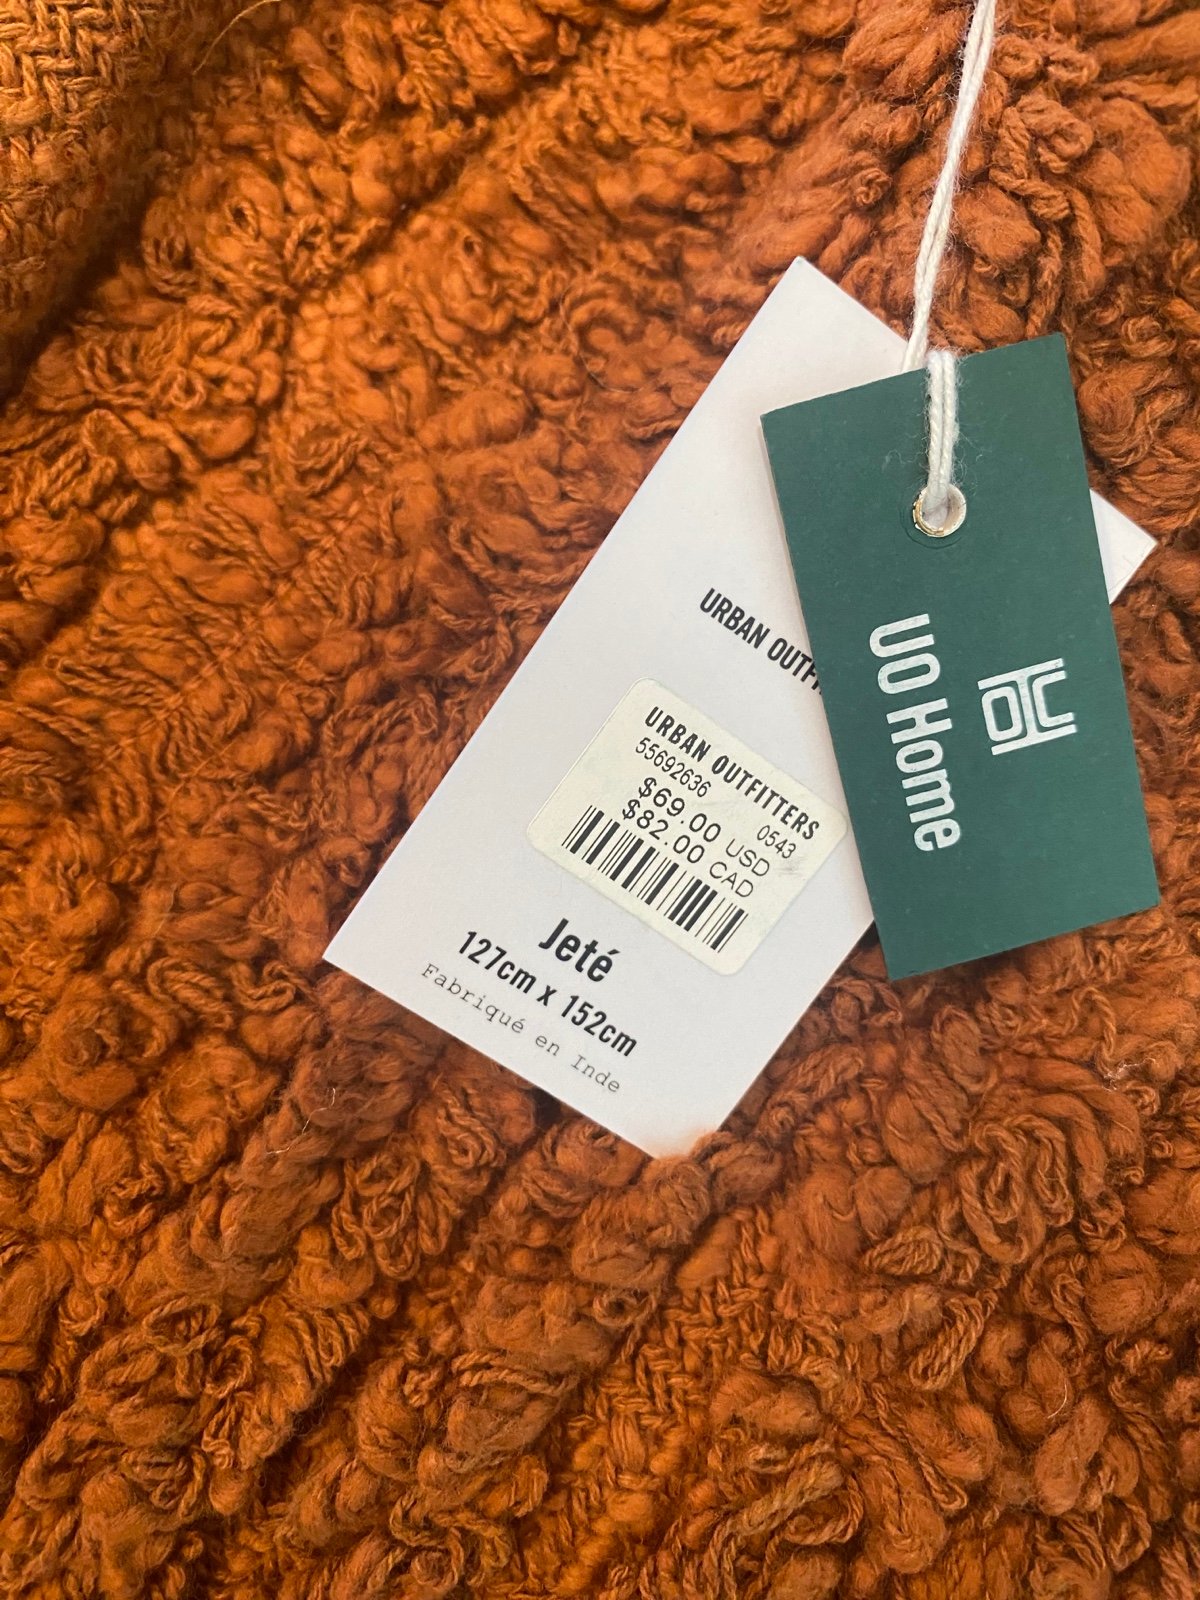 URBAN
URBAN OUTFITTERS
55692636
0543
$69.00 USD
$82.00 CAD
Jeté
127cm x 152cm
Fabriqué en Inde
UO Home